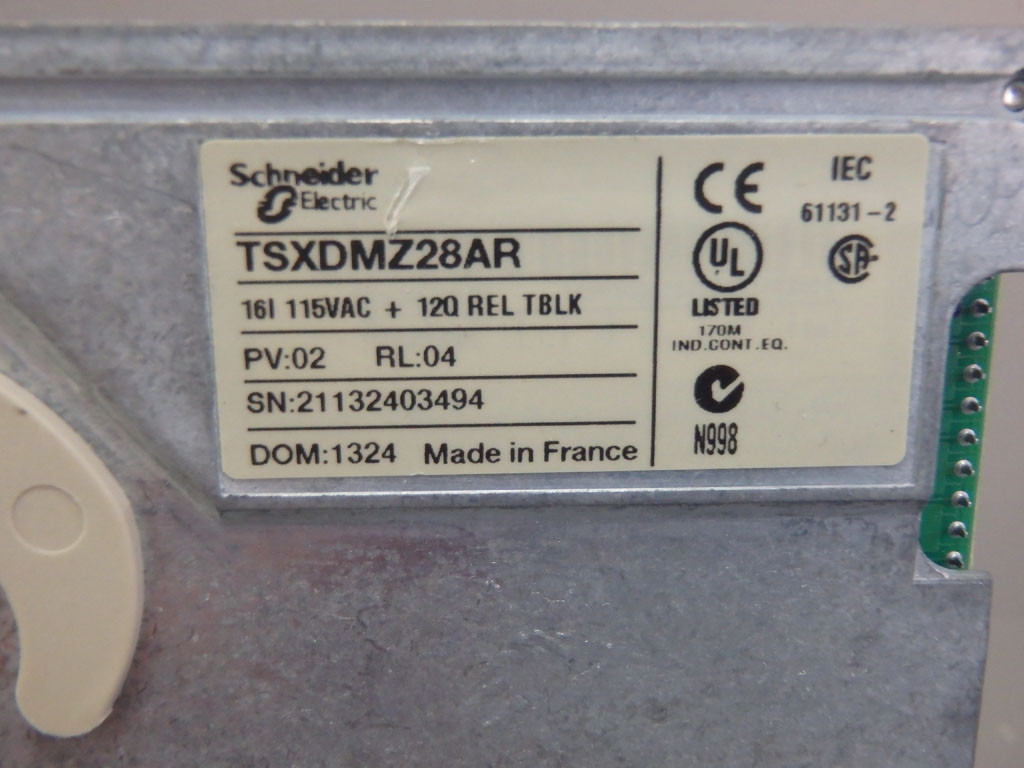 Schneider
Electric
TSXDMZ28AR
16I 115VAC + 12Q REL TBLK
PV:02 RL:04
SN:21132403494
DOM:1324 Made in France
CE
IEC
61131-2
UL
SA
LISTED
170M
IND.CONT.EQ.
N998